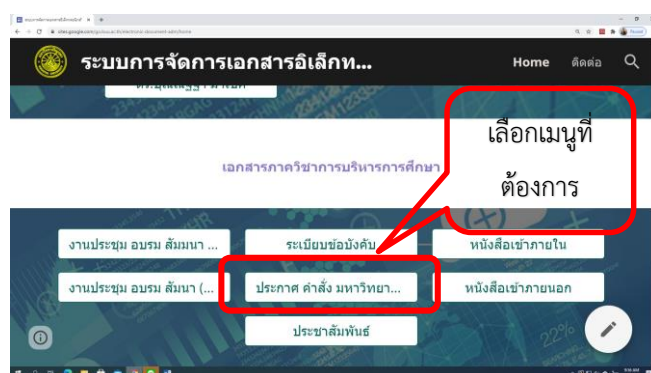 ระบบการจัดการเอกสารอิเล็กท...
Home
ติดต่อ
เลือกเมนูที่
ต้องการ
เอกสารภาควิชาการบริหารการศึกษา
งานประชุม อบรม สัมมนา ...
ระเบียบข้อบังคับ
หนังสือเข้าภายใน
งานประชุม อบรม สัมนา (...
ประกาศ คำสั่ง มหาวิทยา...
หนังสือเข้าภายนอก
ประชาสัมพันธ์
22%